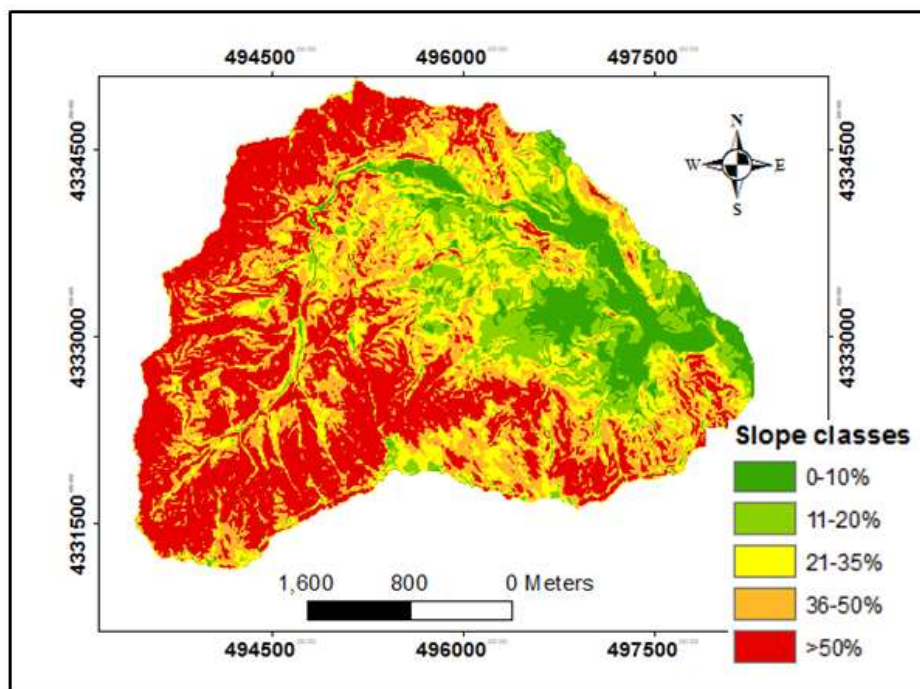 494500 496000 497500
4334500 4334500
N
W E
S
4333000 4333000
Slope classes
0-10%
11-20%
21-35%
36-50%
>50%
4331500
1,600 800 0 Meters
494500 496000 497500